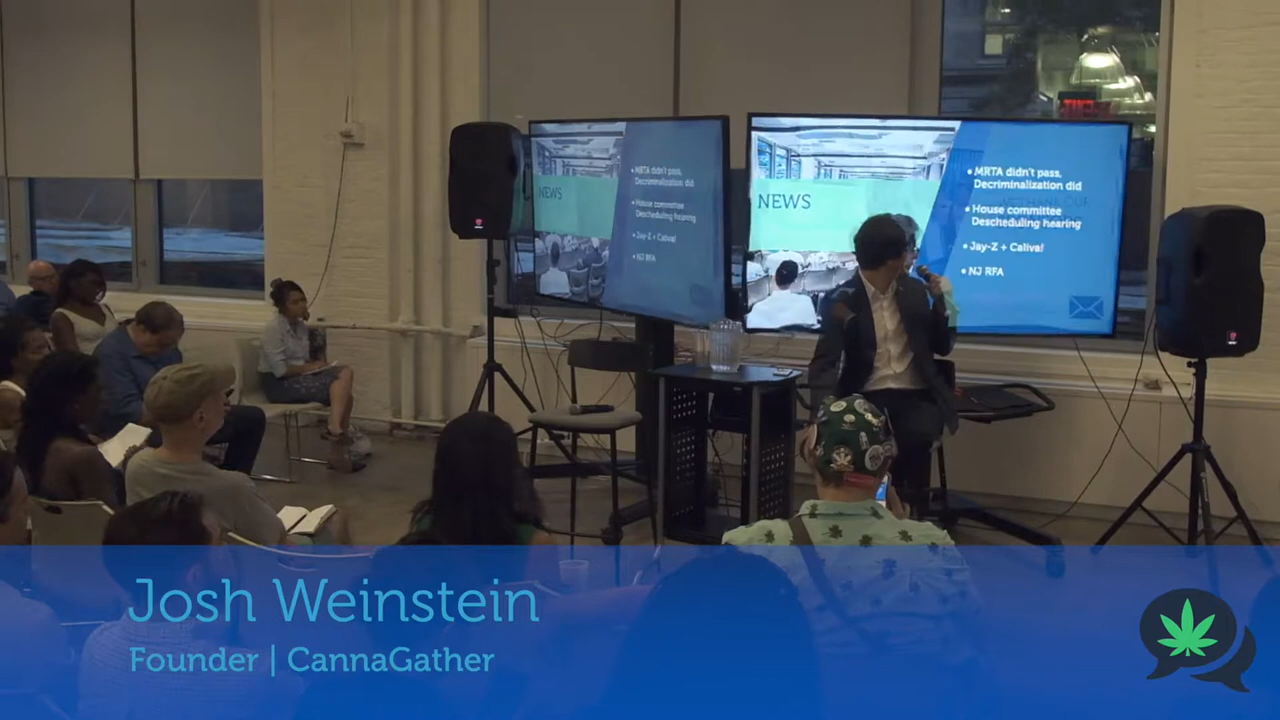 NEWS
• MRTA didn't pass,
Decriminalization did
• House committee
Descheduling hearing
• Jay-Z + Caliva!
• NJ RFA
NEWS
• MRTA didn't pass,
Decriminalization did
• House committee
Descheduling hearing
• Jay-Z + Caliva!
• NJ RFA
Josh Weinstein
Founder | CannaGather